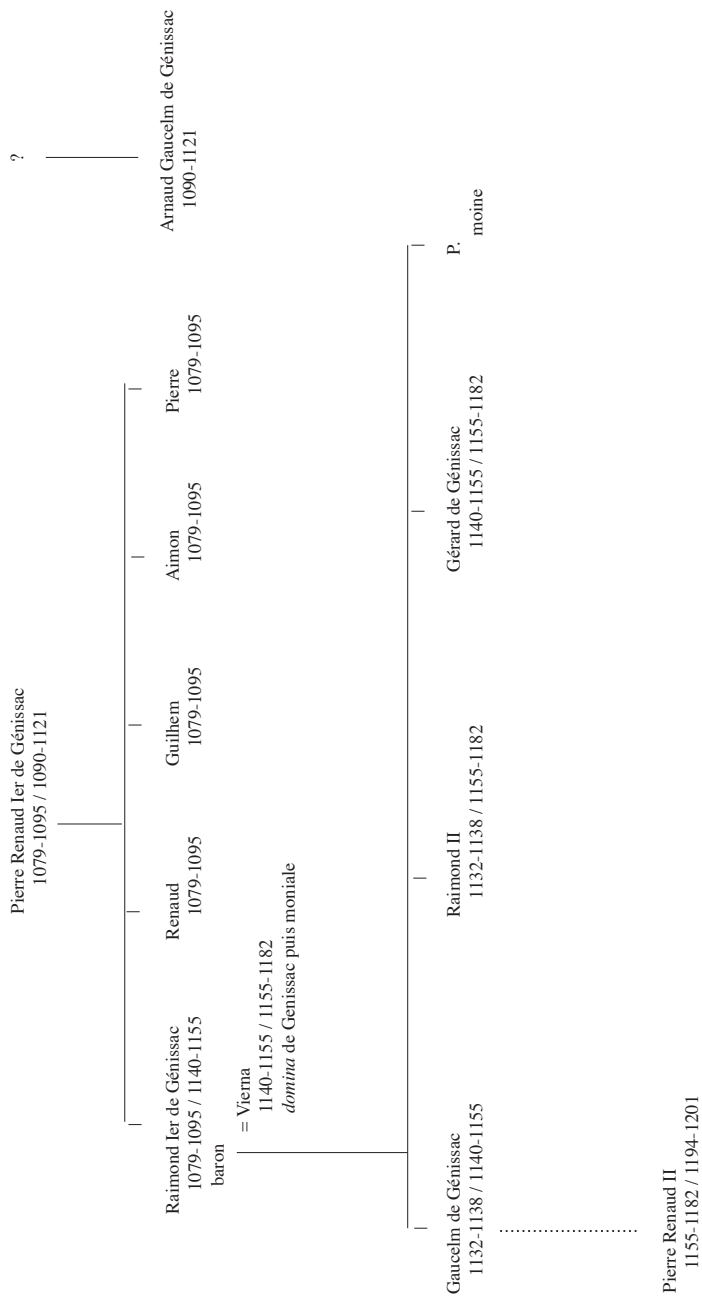 Pierre Renaud Ier de Génissac
1079-1095 / 1090-1121
?
Raimond Ier de Génissac
1079-1095 / 1140-1155
baron
= Vierna
1140-1155 / 1155-1182
domina de Genissac puis moniale
Renaud
1079-1095
Guilhem
1079-1095
Aimon
1079-1095
Pierre
1079-1095
Arnaud Gaucelm de Génissac
1090-1121
Gaucelm de Génissac
1132-1138 / 1140-1155
Raimond II
1132-1138 / 1155-1182
Gérard de Génissac
1140-1155 / 1155-1182
P.
moine
Pierre Renaud II
1155-1182 / 1194-1201